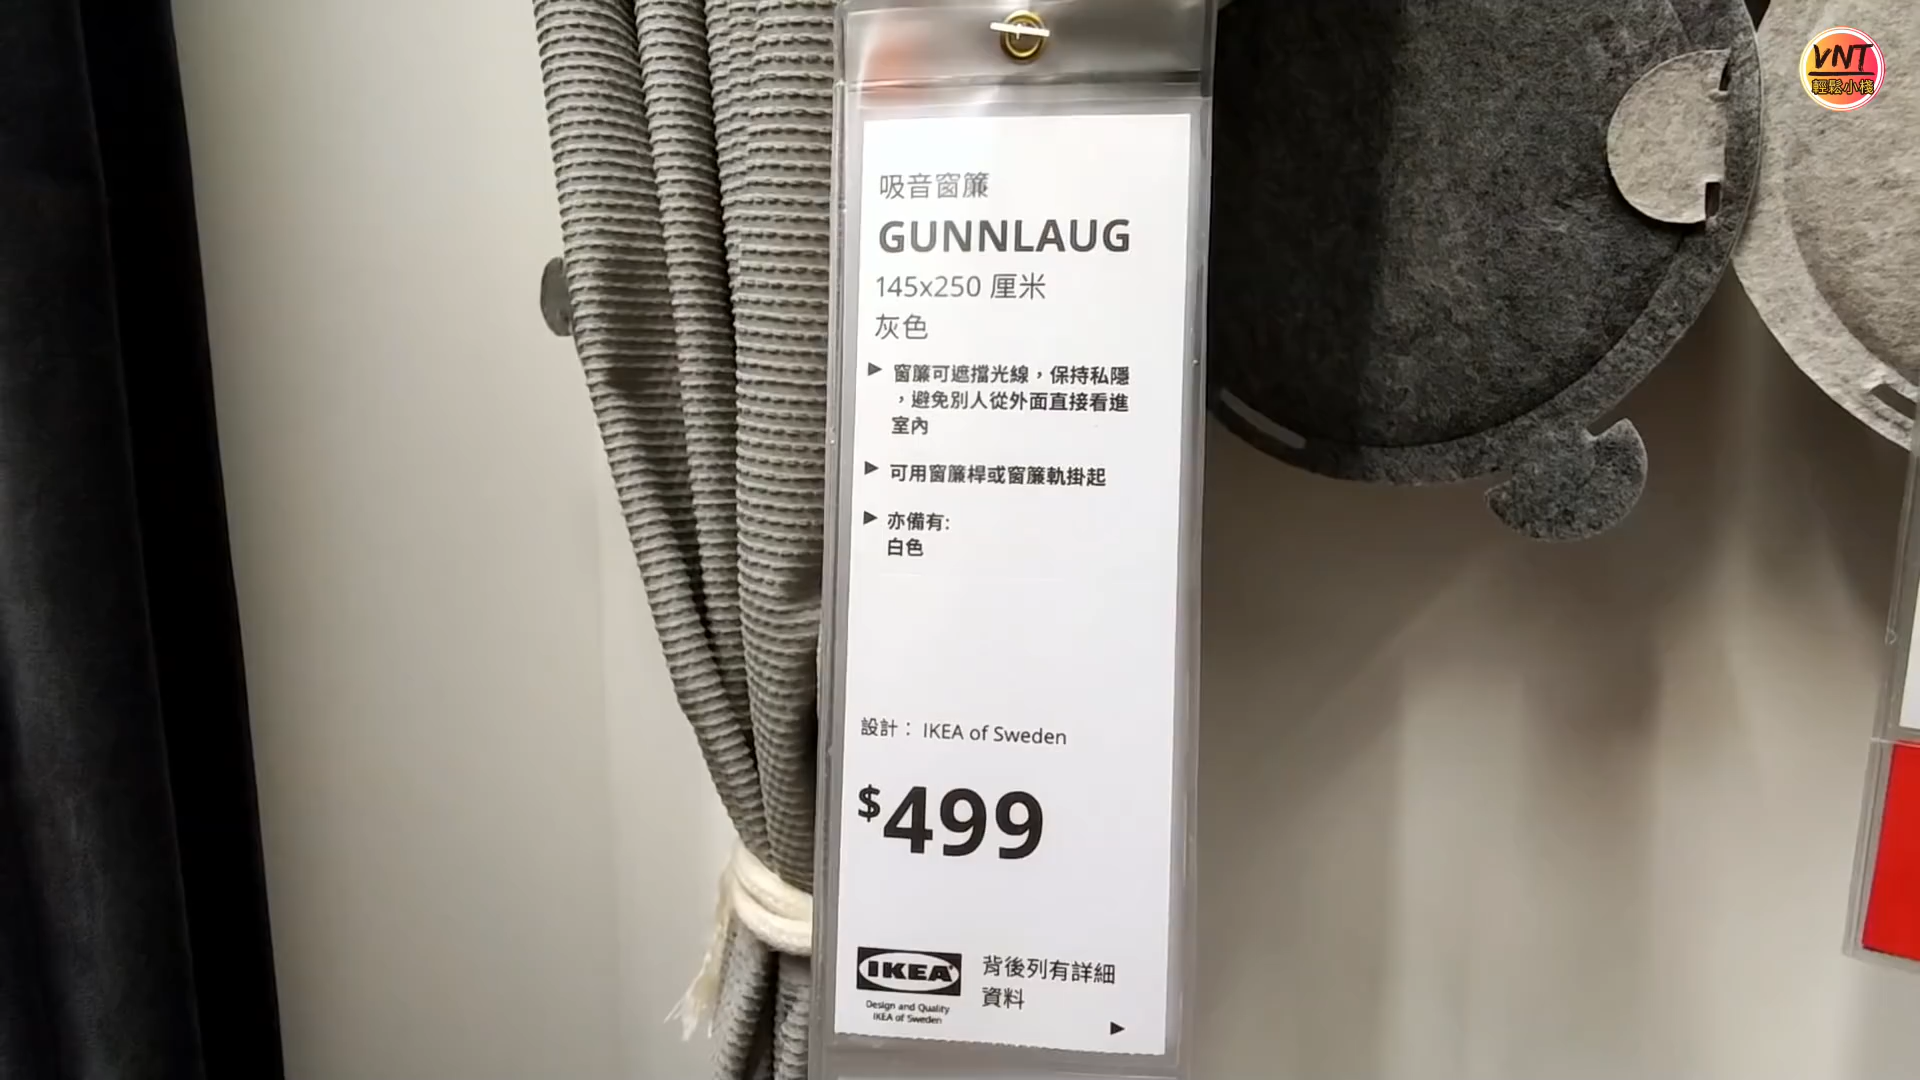 VNT
輕鬆小棧
吸音窗簾
GUNNLAUG
145x250 厘米
灰色
▶ 窗簾可遮擋光線，保持私隱
，避免別人從外面直接看進
室內
▶ 可用窗簾桿或窗簾軌掛起
▶ 亦備有:
白色
設計： IKEA of Sweden
$499
IKEA
Design and Quality
IKEA of Sweden
背後列有詳細
資料
▶